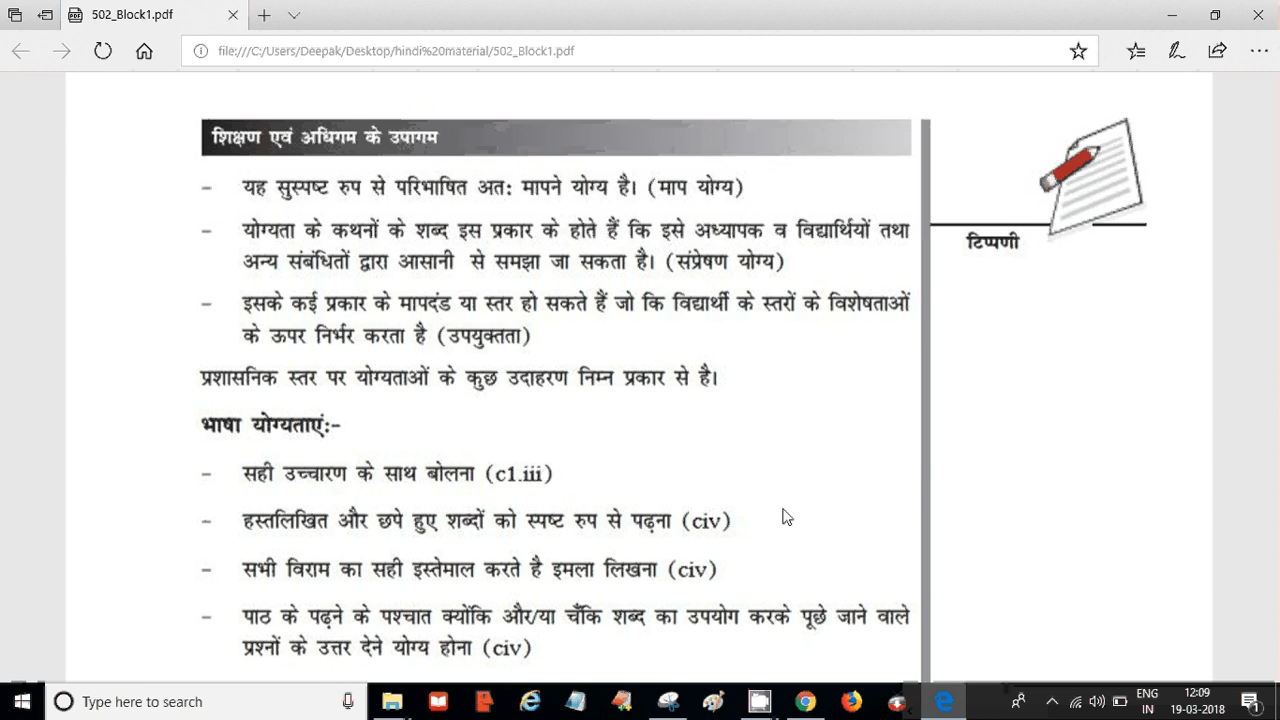 502_Block1.pdf
file:///C:/Users/Deepak/Desktop/hindi%20material/502_Block1.pdf
शिक्षण एवं अधिगम के उपागम
- यह सुस्पष्ट रुप से परिभाषित अतः मापने योग्य है। (माप योग्य)
- योग्यता के कथनों के शब्द इस प्रकार के होते हैं कि इसे अध्यापक व विद्यार्थियों तथा
अन्य संबंधितों द्वारा आसानी से समझा जा सकता है। (संप्रेषण योग्य)
- इसके कई प्रकार के मापदंड या स्तर हो सकते हैं जो कि विद्यार्थी के स्तरों के विशेषताओं
के ऊपर निर्भर करता है (उपयुक्तता)
प्रशासनिक स्तर पर योग्यताओं के कुछ उदाहरण निम्न प्रकार से है।
भाषा योग्यताएं:-
- सही उच्चारण के साथ बोलना (c1.iii)
- हस्तलिखित और छपे हुए शब्दों को स्पष्ट रुप से पढ़ना (civ)
- सभी विराम का सही इस्तेमाल करते है इमला लिखना (civ)
- पाठ के पढ़ने के पश्चात क्योंकि और/या चूँकि शब्द का उपयोग करके पूछे जाने वाले
प्रश्नों के उत्तर देने योग्य होना (civ)
टिप्पणी
Type here to search
ENG
IN
12:09
19-03-2018
1